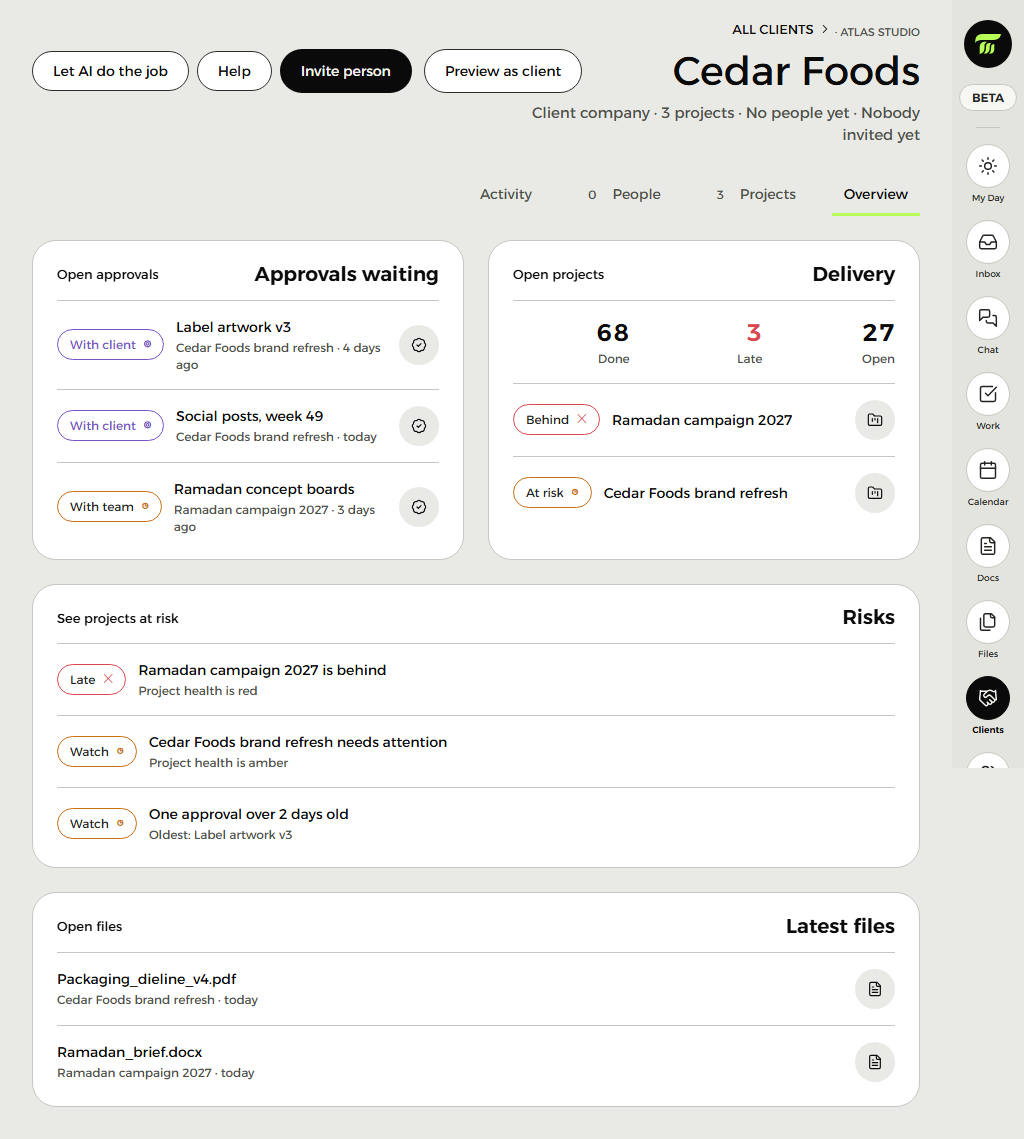 ALL CLIENTS › · ATLAS STUDIO
Cedar Foods
Client company · 3 projects · No people yet · Nobody
invited yet
Let AI do the job
Help
Invite person
Preview as client
Activity
0 People
3 Projects
Overview
Open approvals
Approvals waiting
With client
Label artwork v3
Cedar Foods brand refresh · 4 days
ago
With client
Social posts, week 49
Cedar Foods brand refresh · today
With team
Ramadan concept boards
Ramadan campaign 2027 · 3 days
ago
Open projects
Delivery
68
Done
3
Late
27
Open
Behind
Ramadan campaign 2027
At risk
Cedar Foods brand refresh
See projects at risk
Risks
Late
Ramadan campaign 2027 is behind
Project health is red
Watch
Cedar Foods brand refresh needs attention
Project health is amber
Watch
One approval over 2 days old
Oldest: Label artwork v3
Open files
Latest files
Packaging_dieline_v4.pdf
Cedar Foods brand refresh · today
Ramadan_brief.docx
Ramadan campaign 2027 · today
BETA
My Day
Inbox
Chat
Work
Calendar
Docs
Files
Clients